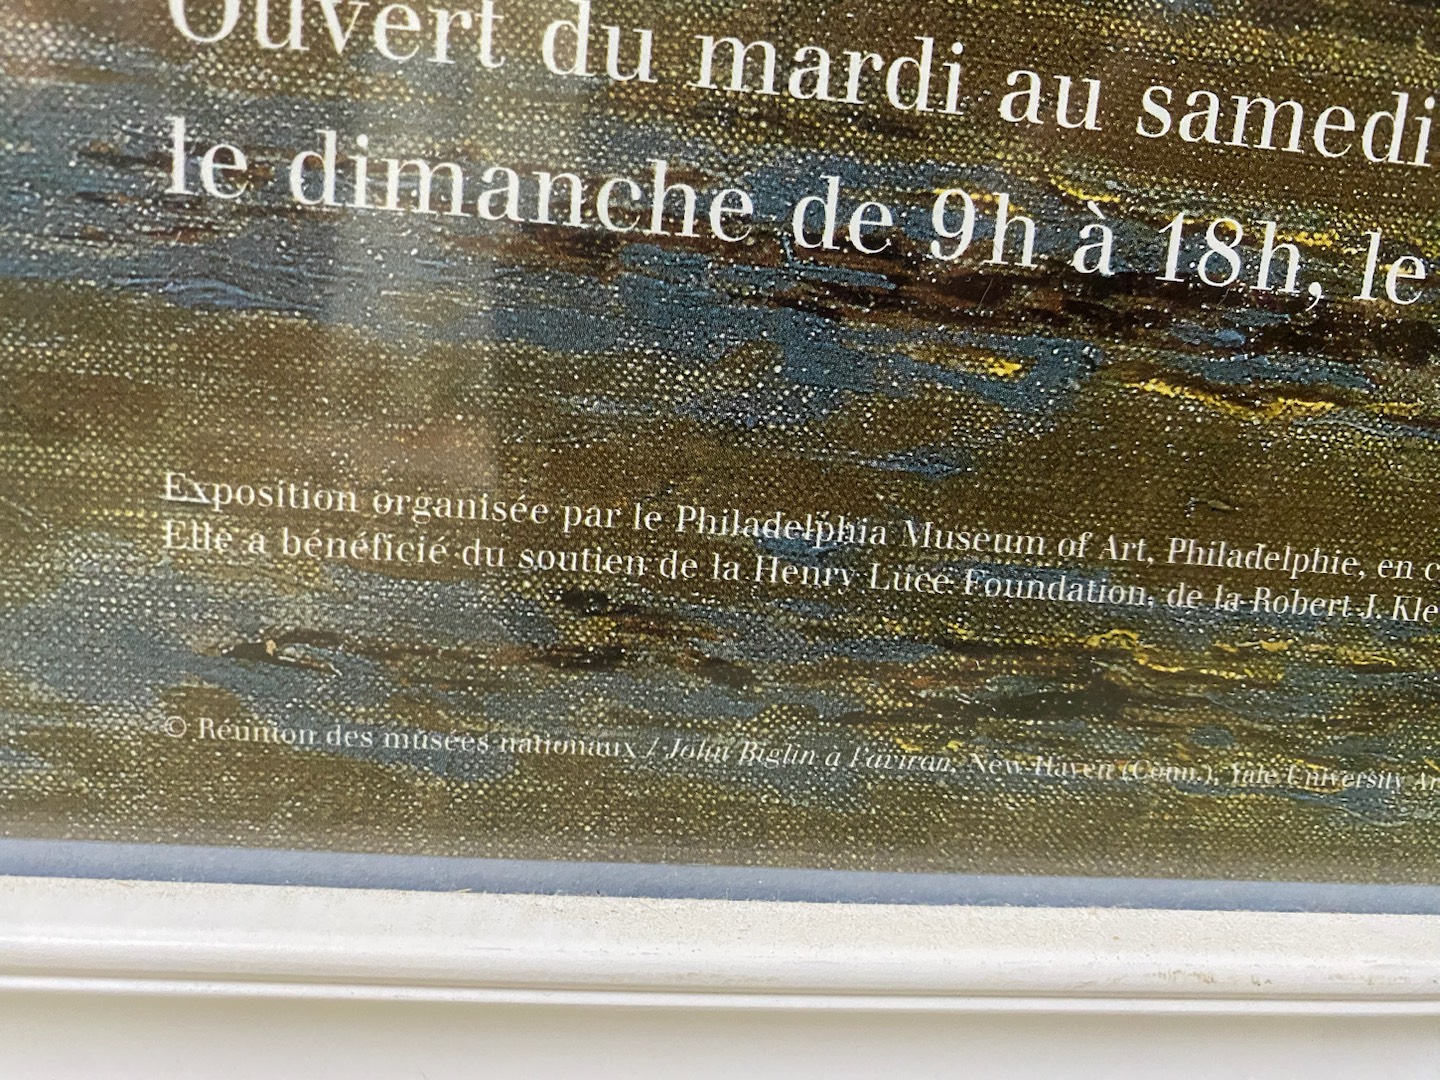 Ouvert du mardi au samedi
le dimanche de 9h à 18h, le
Exposition organisée par le Philadelphia Museum of Art, Philadelphie, en c
Elle a bénéficié du soutien de la Henry Luce Foundation, de la Robert J. Kle
© Réunion des musées nationaux / John Biglin à l'aviron, New Haven (Conn.), Yale University Ar